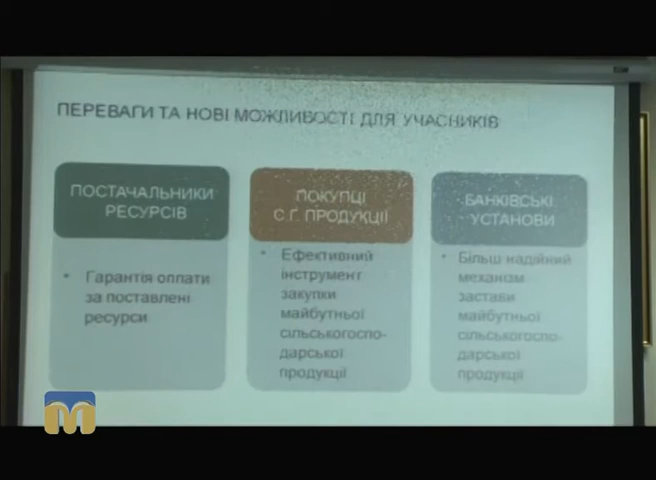 ПЕРЕВАГИ ТА НОВІ МОЖЛИВОСТІ ДЛЯ УЧАСНИКІВ
ПОСТАЧАЛЬНИКИ
РЕСУРСІВ
• Гарантія оплати
за поставлені
ресурси
ПОКУПЦІ
С.Г. ПРОДУКЦІЇ
• Ефективний
інструмент
закупки
майбутньої
сільськогоспо-
дарської
продукції
БАНКІВСЬКІ
УСТАНОВИ
• Більш надійний
механізм
застави
майбутньої
сільськогоспо-
дарської
продукції